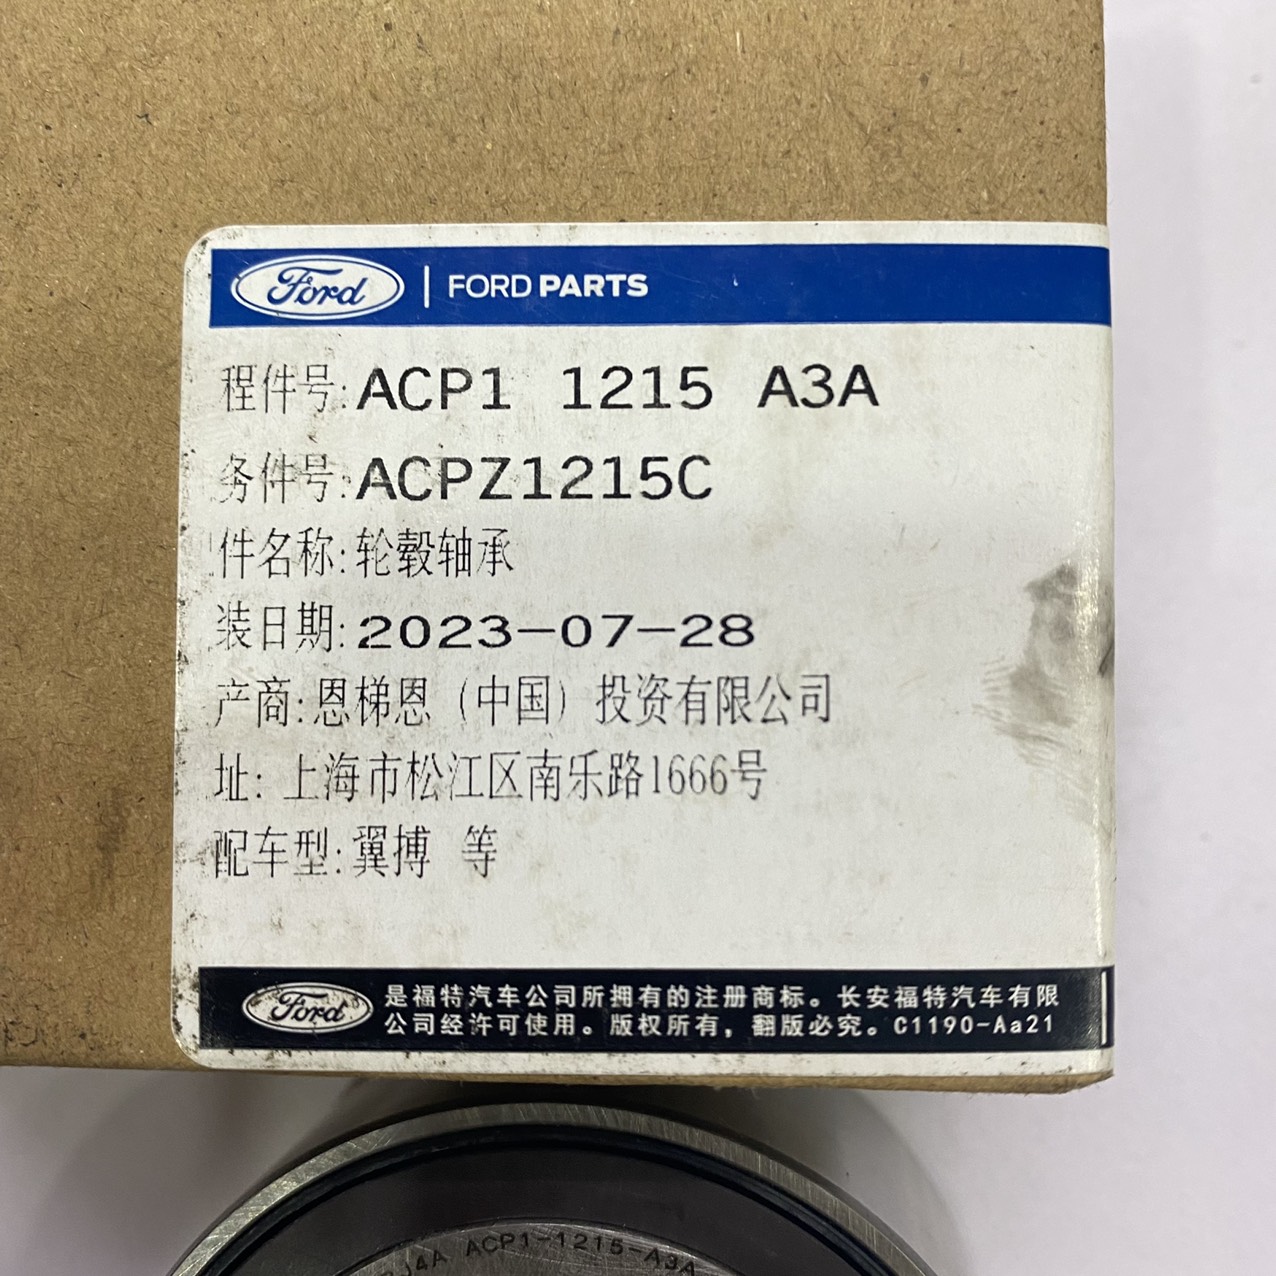 Ford | FORD PARTS
程件号:ACP1 1215 A3A
务件号:ACPZ1215C
件名称:轮毂轴承
装日期:2023-07-28
产商:恩梯恩（中国）投资有限公司
址: 上海市松江区南乐路1666号
配车型:翼搏 等
Ford 是福特汽车公司所拥有的注册商标。长安福特汽车有限
公司经许可使用。版权所有，翻版必究。C1190-Aa21
J4A ACP1-1215-A3A